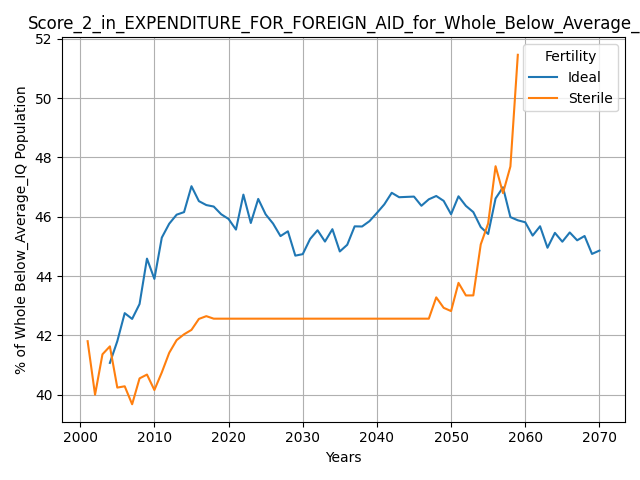 Score_2_in_EXPENDITURE_FOR_FOREIGN_AID_for_Whole_Below_Average_
52
50
48
46
44
42
40
% of Whole Below_Average_IQ Population
Fertility
Ideal
Sterile
2000 2010 2020 2030 2040 2050 2060 2070
Years